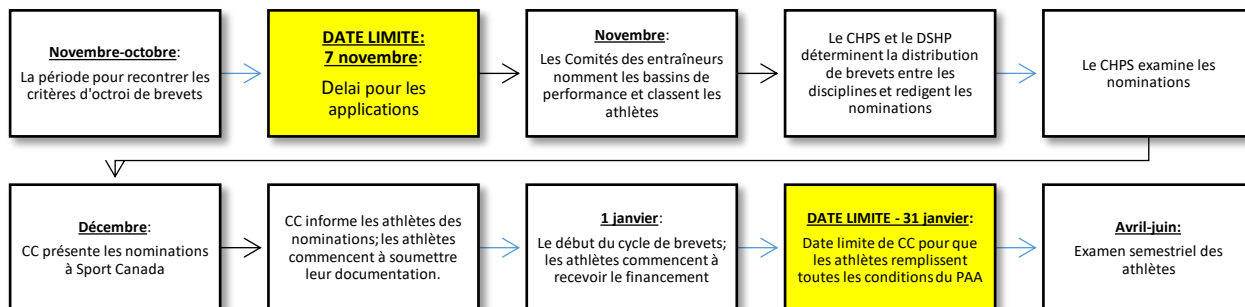 Novembre-octobre:
La période pour recontrer les
critères d'octroi de brevets
DATE LIMITE:
7 novembre:
Delai pour les
applications
Novembre:
Les Comités des entraîneurs
nomment les bassins de
performance et classent les
athlètes
Le CHPS et le DSHP
déterminent la distribution
de brevets entre les
disciplines et redigent les
nominations
Le CHPS examine les
nominations
Décembre:
CC présente les nominations
à Sport Canada
CC informe les athlètes des
nominations; les athlètes
commencent à soumettre
leur documentation.
1 janvier:
Le début du cycle de brevets;
les athlètes commencent à
recevoir le financement
DATE LIMITE - 31 janvier:
Date limite de CC pour que
les athlètes remplissent
toutes les conditions du PAA
Avril-juin:
Examen semestriel des
athlètes